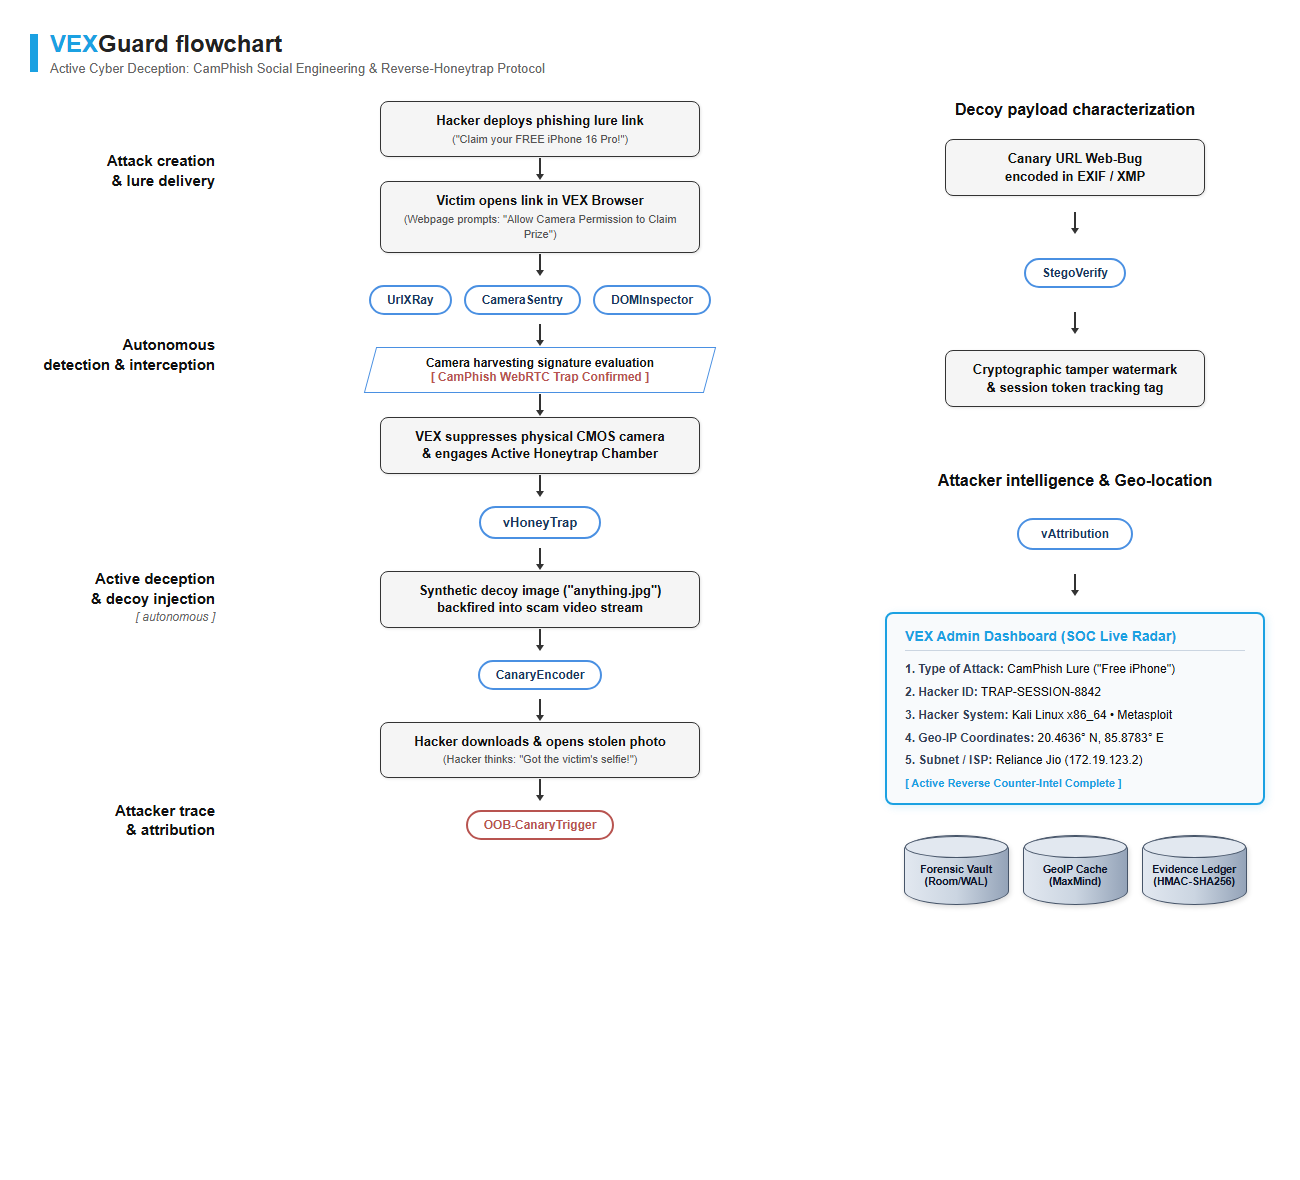 VEXGuard flowchart
Active Cyber Deception: CamPhish Social Engineering & Reverse-Honeytrap Protocol
Attack creation
& lure delivery
Hacker deploys phishing lure link
("Claim your FREE iPhone 16 Pro!")
Victim opens link in VEX Browser
(Webpage prompts: "Allow Camera Permission to Claim
Prize")
UrlXRay
CameraSentry
DOMInspector
Autonomous
detection & interception
Camera harvesting signature evaluation
[ CamPhish WebRTC Trap Confirmed ]
VEX suppresses physical CMOS camera
& engages Active Honeytrap Chamber
vHoneyTrap
Active deception
& decoy injection
[ autonomous ]
Synthetic decoy image ("anything.jpg")
backfired into scam video stream
CanaryEncoder
Hacker downloads & opens stolen photo
(Hacker thinks: "Got the victim's selfie!")
Attacker trace
& attribution
OOB-CanaryTrigger
Decoy payload characterization
Canary URL Web-Bug
encoded in EXIF / XMP
StegoVerify
Cryptographic tamper watermark
& session token tracking tag
Attacker intelligence & Geo-location
vAttribution
VEX Admin Dashboard (SOC Live Radar)
1. Type of Attack: CamPhish Lure ("Free iPhone")
2. Hacker ID: TRAP-SESSION-8842
3. Hacker System: Kali Linux x86_64 • Metasploit
4. Geo-IP Coordinates: 20.4636° N, 85.8783° E
5. Subnet / ISP: Reliance Jio (172.19.123.2)
[ Active Reverse Counter-Intel Complete ]
Forensic Vault
(Room/WAL)
GeoIP Cache
(MaxMind)
Evidence Ledger
(HMAC-SHA256)